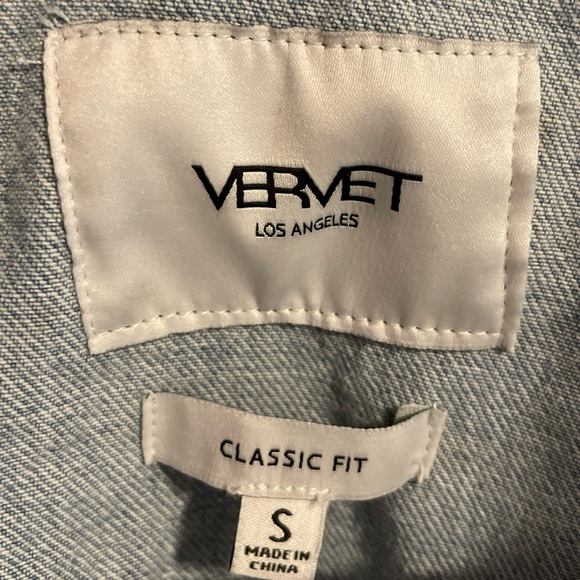 VERVET
LOS ANGELES
CLASSIC FIT
S
MADE IN
CHINA